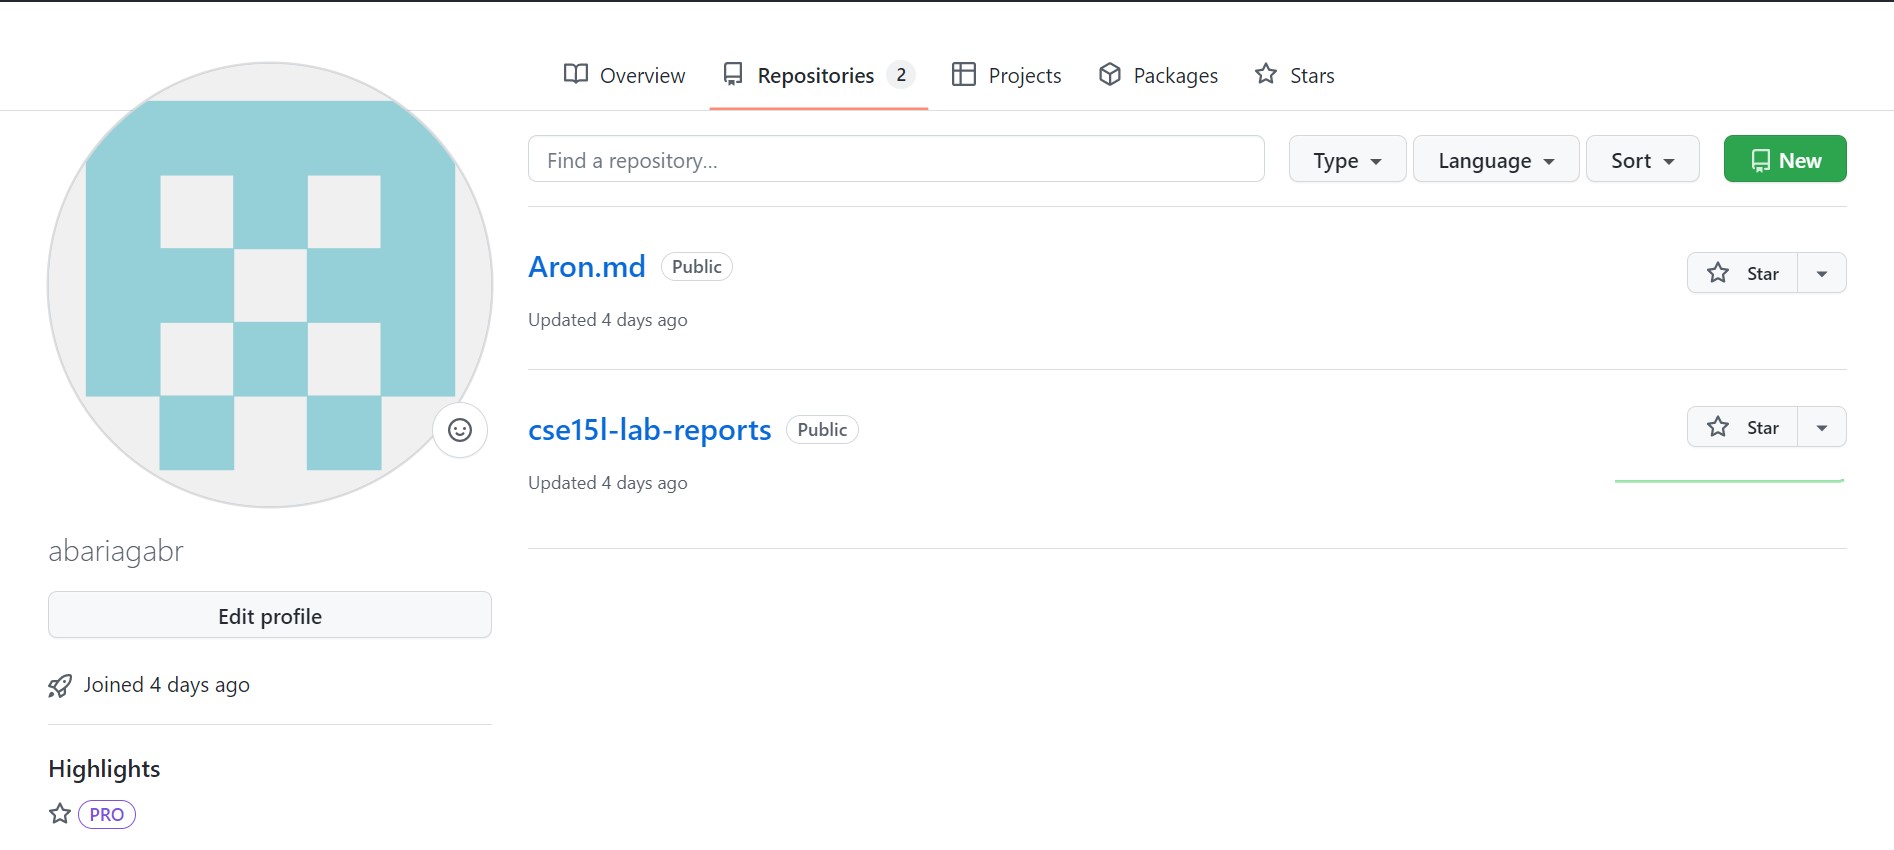 Overview Repositories 2 Projects Packages Stars
Find a repository... Type Language Sort New
Aron.md Public Star
Updated 4 days ago
cse15l-lab-reports Public Star
Updated 4 days ago
abariagabr
Edit profile
Joined 4 days ago
Highlights
PRO